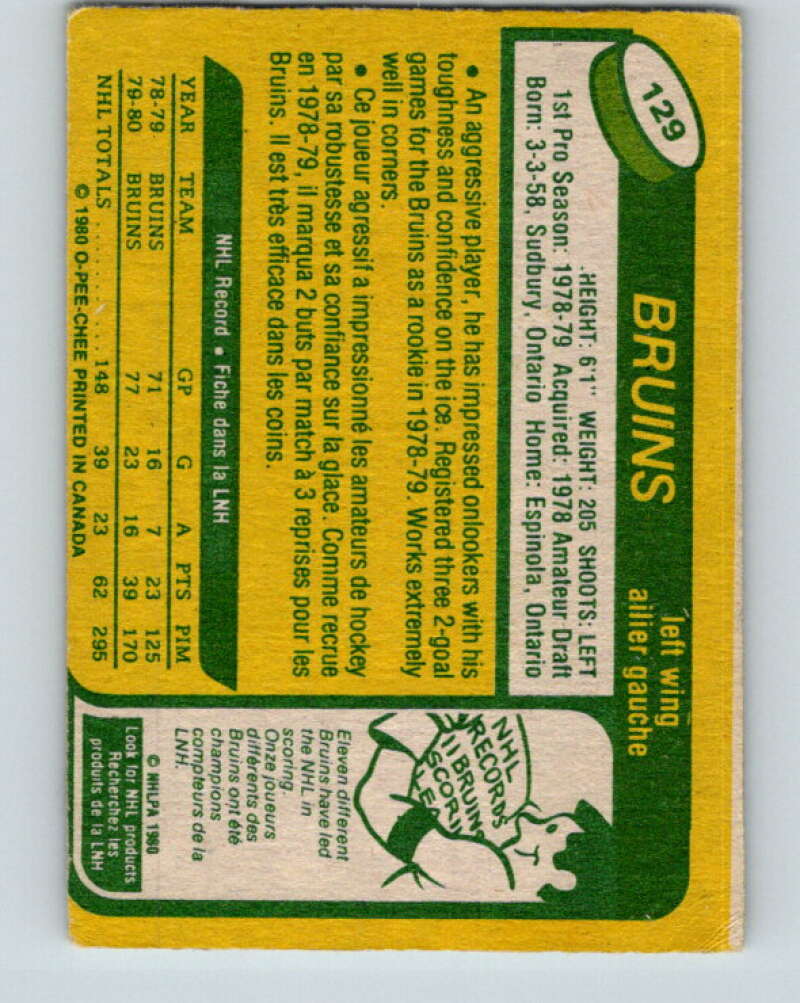 129
BRUINS
left wing
ailier gauche
HEIGHT: 6'1" WEIGHT: 205 SHOOTS: LEFT
1st Pro Season: 1978-79 Acquired: 1978 Amateur Draft
Born: 3-3-58, Sudbury, Ontario Home: Espinola, Ontario
• An aggressive player, he has impressed onlookers with his
toughness and confidence on the ice. Registered three 2-goal
games for the Bruins as a rookie in 1978-79. Works extremely
well in corners.
• Ce joueur agressif a impressionné les amateurs de hockey
par sa robustesse et sa confiance sur la glace. Comme recrue
en 1978-79, il marqua 2 buts par match à 3 reprises pour les
Bruins. Il est très efficace dans les coins.
NHL Record • Fiche dans la LNH
YEAR TEAM GP G A PTS PIM
78-79 BRUINS 71 16 7 23 125
79-80 BRUINS 77 23 16 39 170
NHL TOTALS .............. 148 39 23 62 295
© 1980 O-PEE-CHEE PRINTED IN CANADA
NHL
RECORDS
11 BRUINS
SCORIN
LEA
Eleven different
Bruins have led
the NHL in
scoring.
Onze joueurs
différents des
Bruins ont été
champions
compteurs de la
LNH.
© NHLPA 1980
Look for NHL products
Recherchez les
produits de la LNH